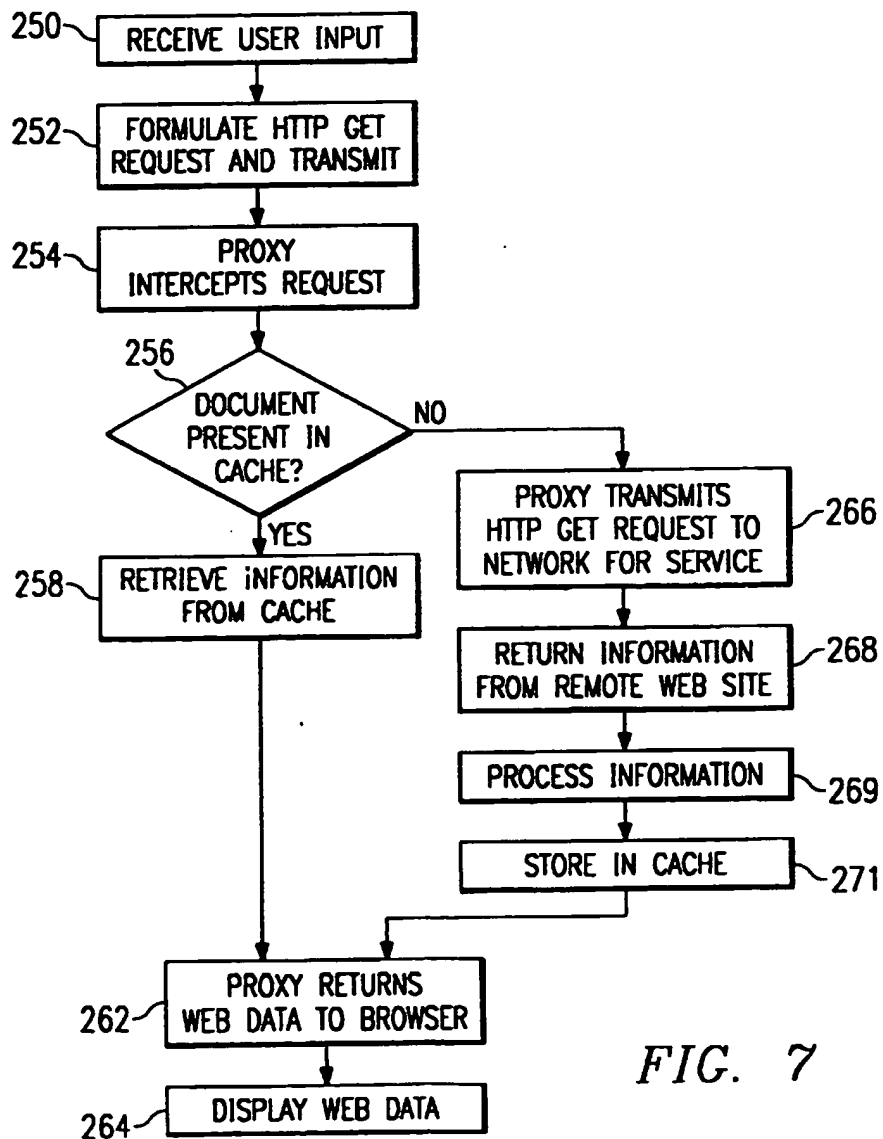 250
RECEIVE USER INPUT
252
FORMULATE HTTP GET
REQUEST AND TRANSMIT
254
PROXY
INTERCEPTS REQUEST
256
DOCUMENT
PRESENT IN
CACHE?
NO
YES
PROXY TRANSMITS
HTTP GET REQUEST TO
NETWORK FOR SERVICE
266
258
RETRIEVE iNFORMATION
FROM CACHE
RETURN INFORMATION
FROM REMOTE WEB SITE
268
PROCESS INFORMATION
269
STORE IN CACHE
271
262
PROXY RETURNS
WEB DATA TO BROWSER
264
DISPLAY WEB DATA
FIG. 7